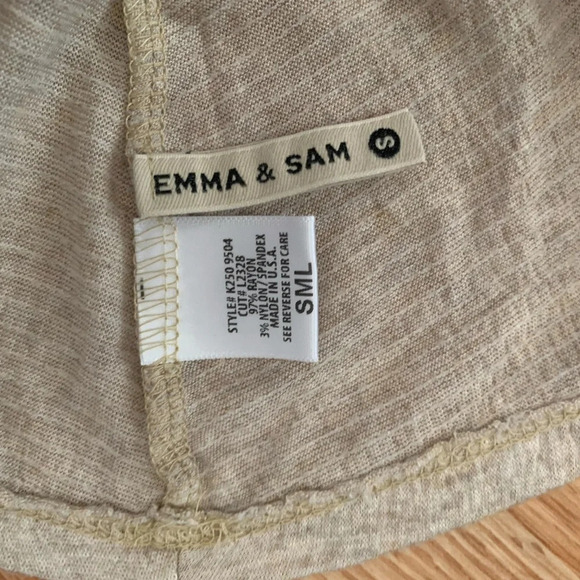 EMMA & SAM S
STYLE# K250 9504
CUT# L2328
97% RAYON
3% NYLON / SPANDEX
MADE IN U.S.A.
SEE REVERSE FOR CARE
SML